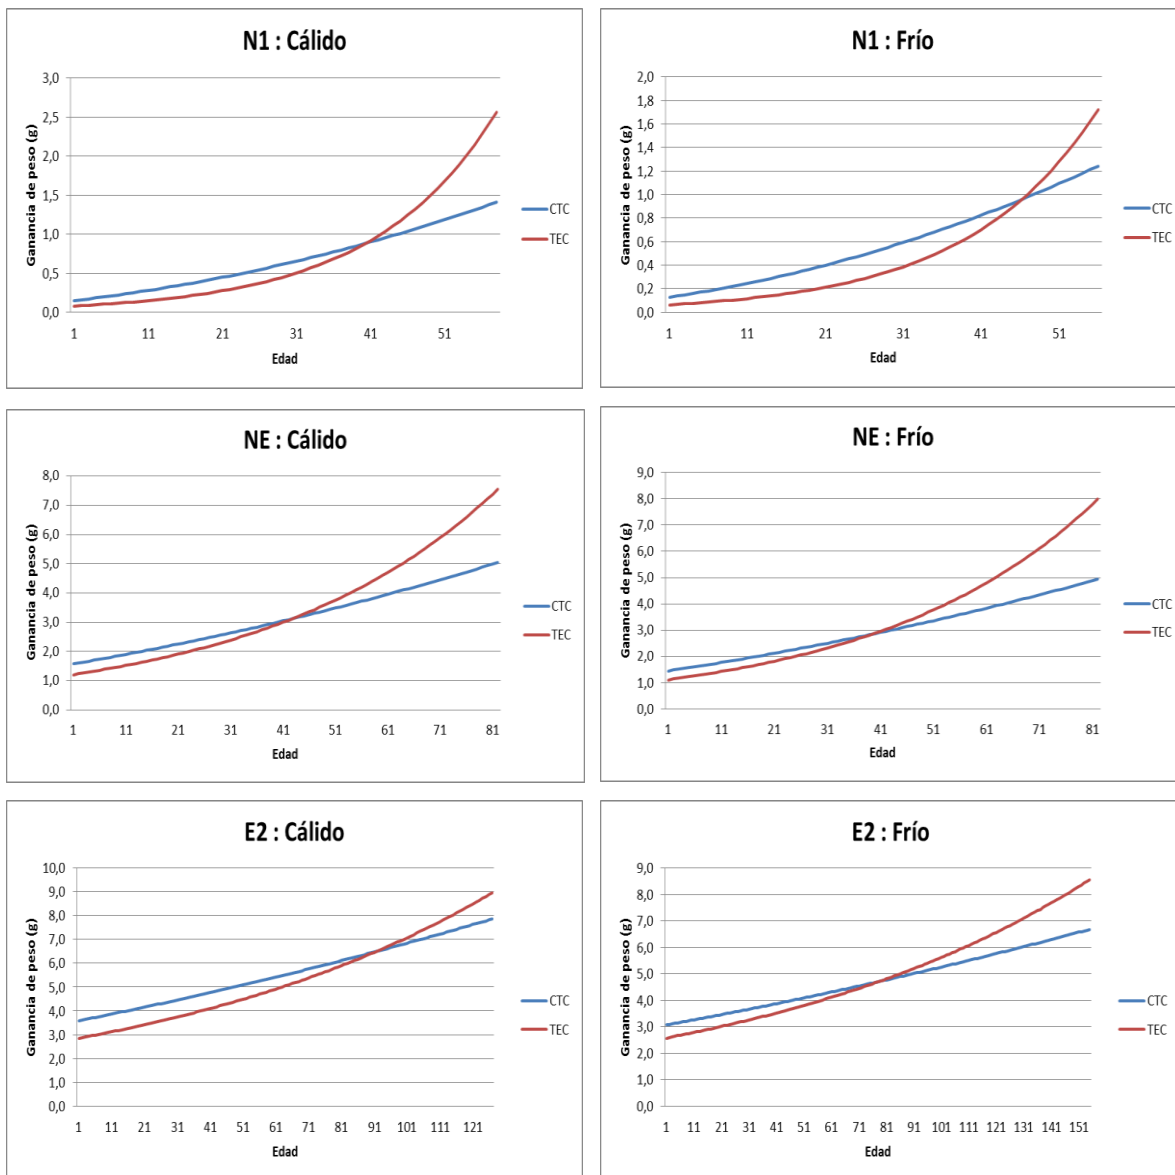 N1 : Cálido
Ganancia de peso (g)
3,0
2,5
2,0
1,5
1,0
0,5
0,0
1 11 21 31 41 51
Edad
CTC
TEC
N1 : Frío
Ganancia de peso (g)
2,0
1,8
1,6
1,4
1,2
1,0
0,8
0,6
0,4
0,2
0,0
1 11 21 31 41 51
Edad
CTC
TEC
NE : Cálido
Ganancia de peso (g)
8,0
7,0
6,0
5,0
4,0
3,0
2,0
1,0
0,0
1 11 21 31 41 51 61 71 81
Edad
CTC
TEC
NE : Frío
Ganancia de peso (g)
9,0
8,0
7,0
6,0
5,0
4,0
3,0
2,0
1,0
0,0
1 11 21 31 41 51 61 71 81
Edad
CTC
TEC
E2 : Cálido
Ganancia de peso (g)
10,0
9,0
8,0
7,0
6,0
5,0
4,0
3,0
2,0
1,0
0,0
1 11 21 31 41 51 61 71 81 91 101 111 121
Edad
CTC
TEC
E2 : Frío
Ganancia de peso (g)
9,0
8,0
7,0
6,0
5,0
4,0
3,0
2,0
1,0
0,0
1 11 21 31 41 51 61 71 81 91 101 111 121 131 141 151
Edad
CTC
TEC